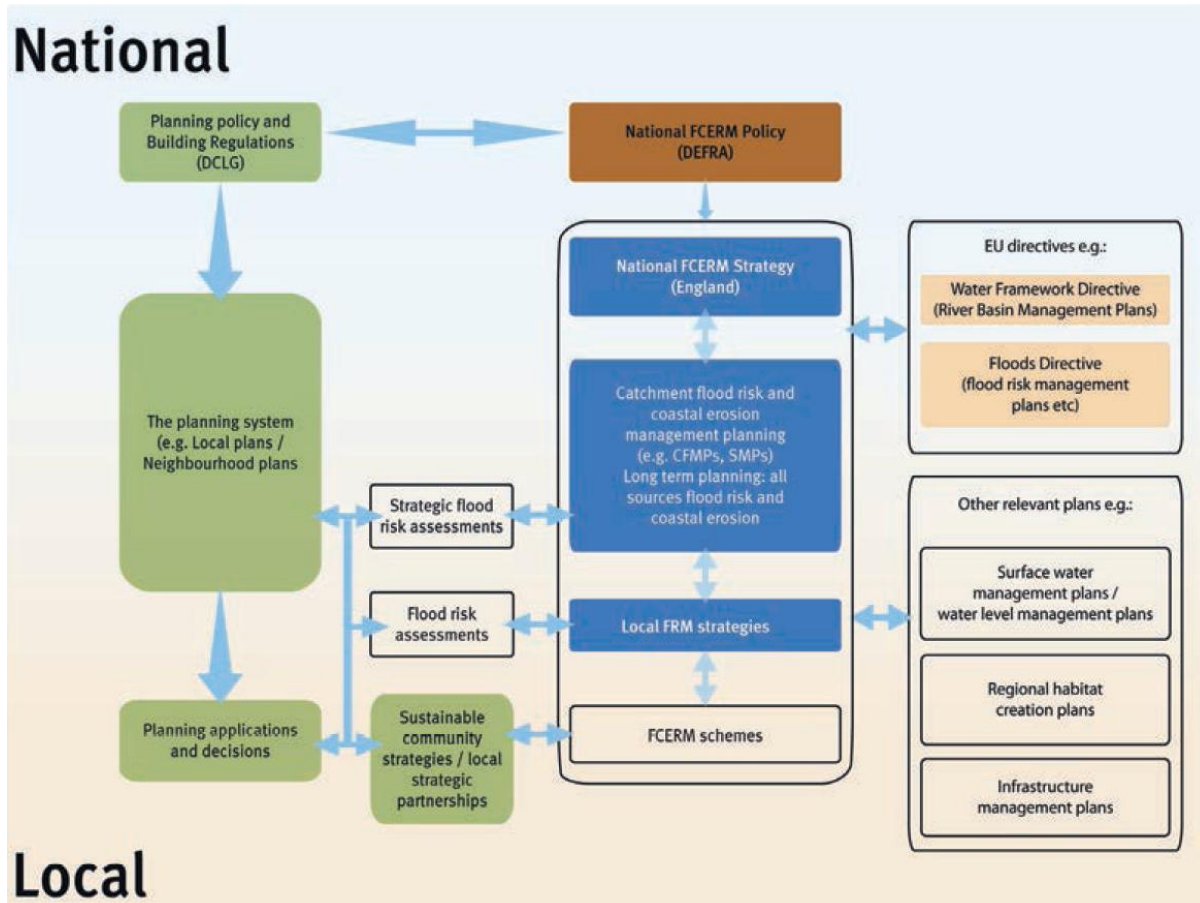 National
Planning policy and
Building Regulations
(DCLG)
National FCERM Policy
(DEFRA)
National FCERM Strategy
(England)
EU directives e.g.:
Water Framework Directive
(River Basin Management Plans)
Floods Directive
(flood risk management
plans etc)
The planning system
(e.g. Local plans /
Neighbourhood plans
Catchment flood risk and
coastal erosion
management planning
(e.g. CFMPs, SMPs)
Long term planning: all
sources flood risk and
coastal erosion
Strategic flood
risk assessments
Other relevant plans e.g.:
Surface water
management plans /
water level management plans
Flood risk
assessments
Local FRM strategies
Regional habitat
creation plans
Planning applications
and decisions
Sustainable
community
strategies / local
strategic
partnerships
FCERM schemes
Infrastructure
management plans
Local